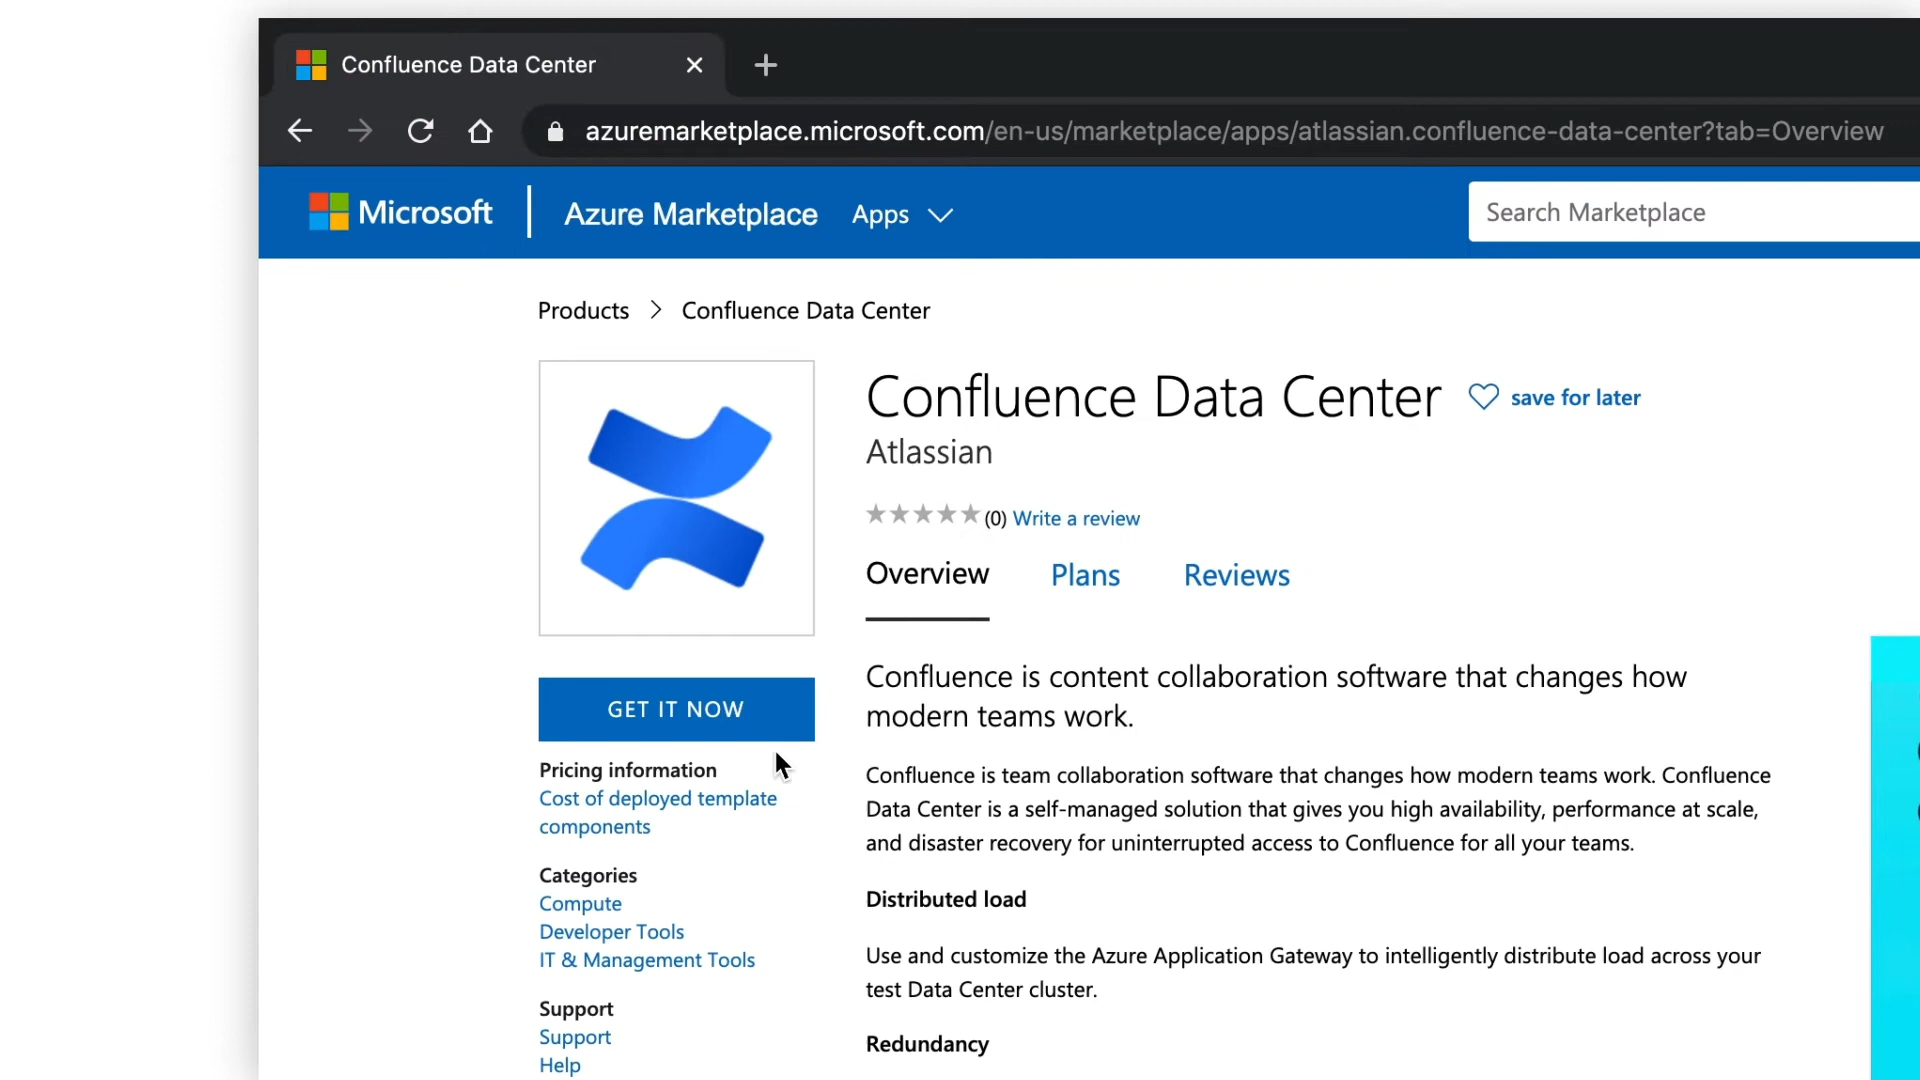 Confluence Data Center
azuremarketplace.microsoft.com/en-us/marketplace/apps/atlassian.confluence-data-center?tab=Overview
Microsoft
Azure Marketplace
Apps
Search Marketplace
Products > Confluence Data Center
Confluence Data Center
save for later
Atlassian
(0) Write a review
Overview
Plans
Reviews
GET IT NOW
Pricing information
Cost of deployed template
components
Categories
Compute
Developer Tools
IT & Management Tools
Support
Support
Help
Confluence is content collaboration software that changes how
modern teams work.
Confluence is team collaboration software that changes how modern teams work. Confluence
Data Center is a self-managed solution that gives you high availability, performance at scale,
and disaster recovery for uninterrupted access to Confluence for all your teams.
Distributed load
Use and customize the Azure Application Gateway to intelligently distribute load across your
test Data Center cluster.
Redundancy